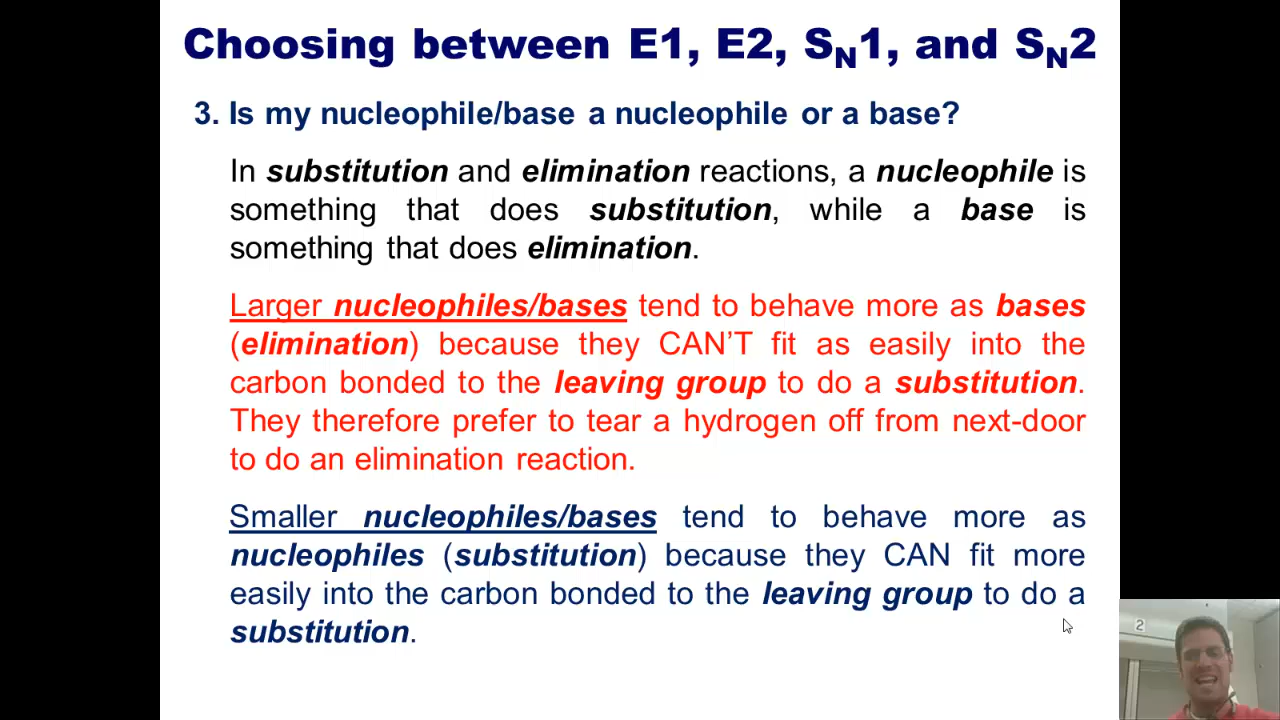 Choosing between E1, E2, SN1, and SN2
3. Is my nucleophile/base a nucleophile or a base?
In substitution and elimination reactions, a nucleophile is
something that does substitution, while a base is
something that does elimination.
Larger nucleophiles/bases tend to behave more as bases
(elimination) because they CAN’T fit as easily into the
carbon bonded to the leaving group to do a substitution.
They therefore prefer to tear a hydrogen off from next-door
to do an elimination reaction.
Smaller nucleophiles/bases tend to behave more as
nucleophiles (substitution) because they CAN fit more
easily into the carbon bonded to the leaving group to do a
substitution.
2